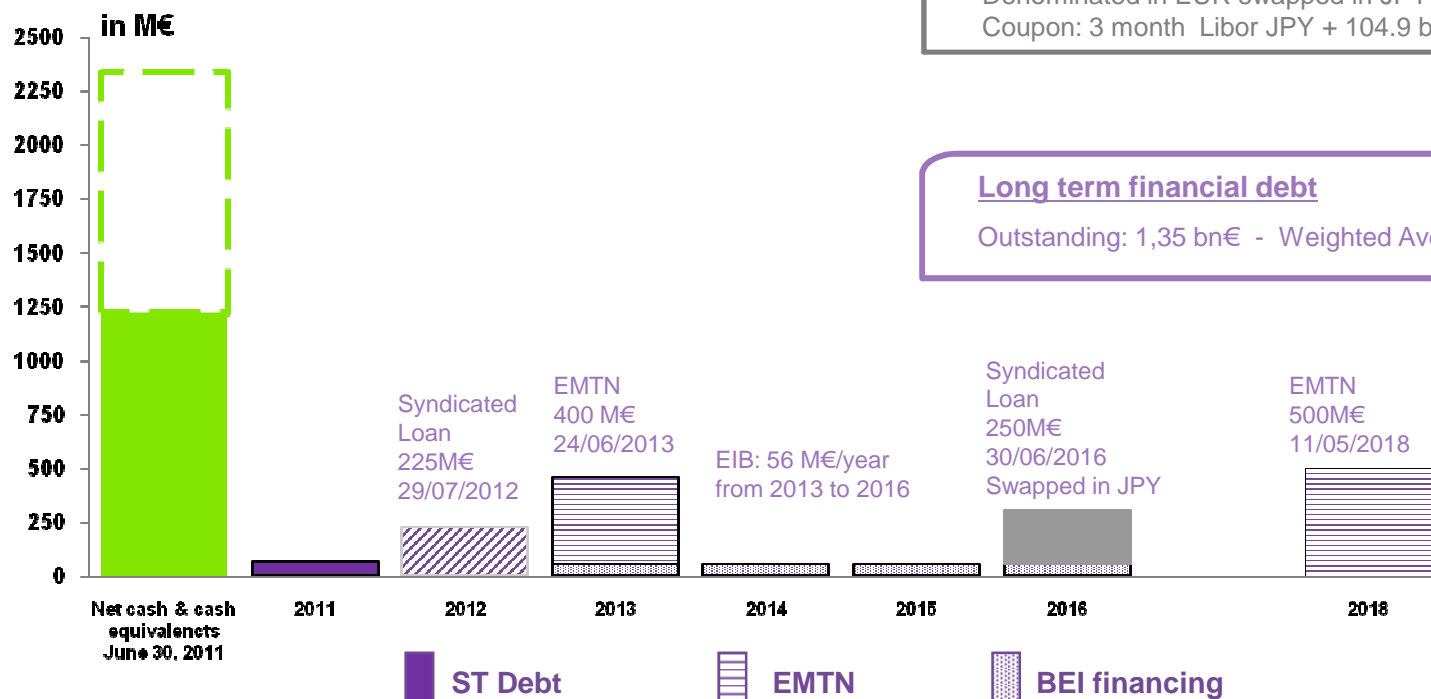 Coupon: 3 month Libor JPY + 104.9
in M€
2500
2250
2000
1750
1500
1250
1000
750
500
250
0
Long term financial debt
Outstanding: 1,35 bn€ - Weighted
Syndicated
Loan
225M€
29/07/2012
EMTN
400 M€
24/06/2013
EIB: 56 M€/year
from 2013 to 2016
Syndicated
Loan
250M€
30/06/2016
Swapped in JPY
EMTN
500M€
11/05/2018
Net cash & cash
equivalencts
June 30, 2011
2011
2012
2013
2014
2015
2016
2018
ST Debt
EMTN
BEI financing